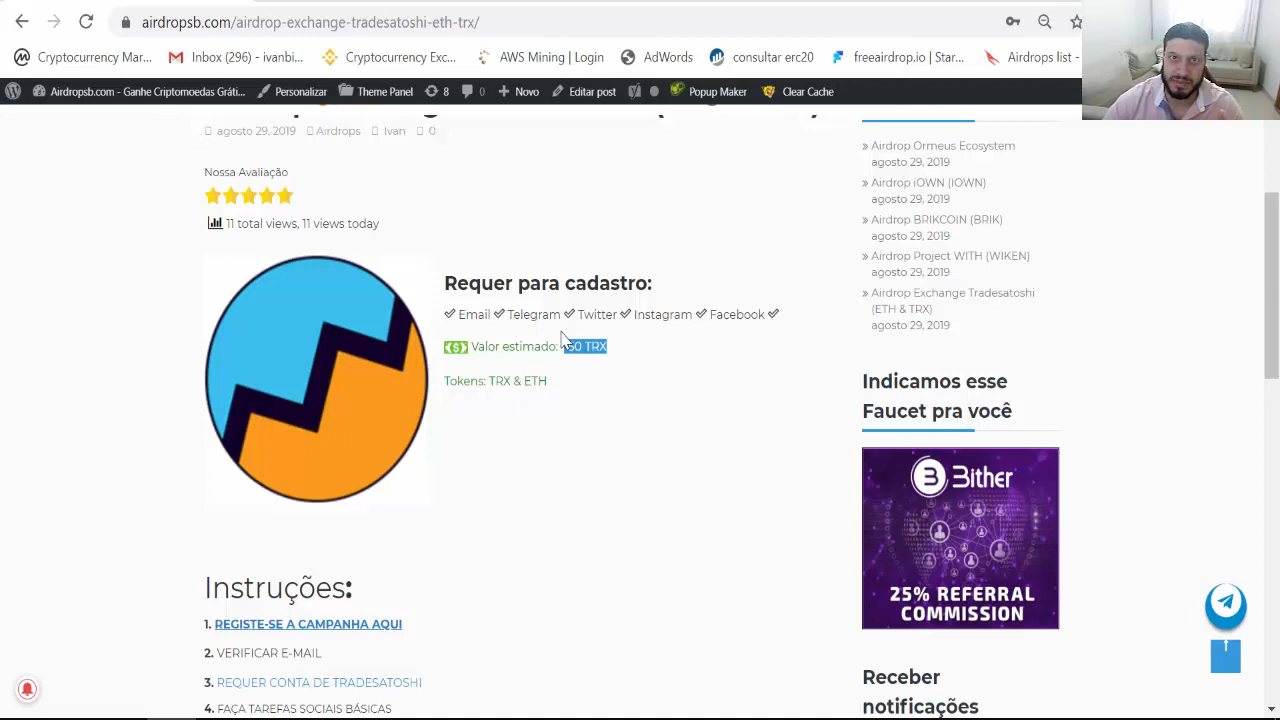 airdropsb.com/airdrop-exchange-tradesatoshi-eth-trx/
Cryptocurrency Mar...
Inbox (296) - ivanbi...
Cryptocurrency Exc...
AWS Mining | Login
AdWords
consultar erc20
freeairdrop.io | Star...
Airdrops list -
Airdropsb.com – Ganhe Criptomoedas Gráti...
Personalizar
Theme Panel
8
0
Novo
Editar post
Popup Maker
Clear Cache
agosto 29, 2019
Airdrops
Ivan
0
Nossa Avaliação
11 total views, 11 views today
Requer para cadastro:
Email
Telegram
Twitter
Instagram
Facebook
Valor estimado:
TRX
Tokens: TRX & ETH
Instruções:
1. REGISTE-SE A CAMPANHA AQUI
2. VERIFICAR E-MAIL
3. REQUER CONTA DE TRADESATOSHI
4. FAÇA TAREFAS SOCIAIS BÁSICAS
» Airdrop Ormeus Ecosystem
agosto 29, 2019
» Airdrop iOWN (IOWN)
agosto 29, 2019
» Airdrop BRIKCOIN (BRIK)
agosto 29, 2019
» Airdrop Project WITH (WIKEN)
agosto 29, 2019
» Airdrop Exchange Tradesatoshi
(ETH & TRX)
agosto 29, 2019
Indicamos esse
Faucet pra você
Bither
25% REFERRAL
COMMISSION
Receber
notificações